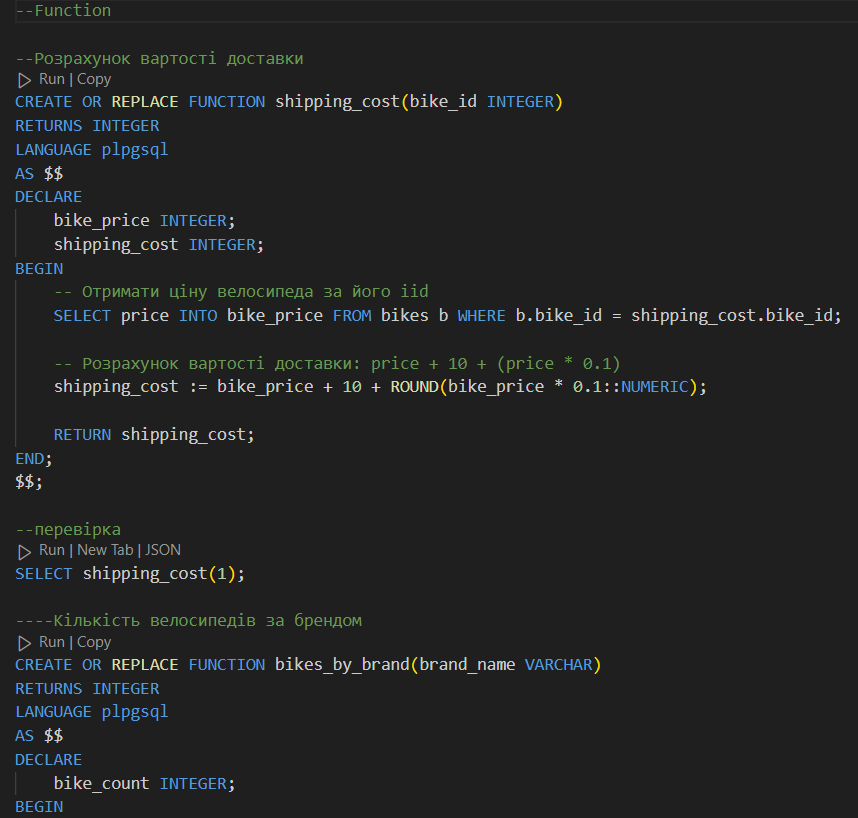 --Function
--Розрахунок вартості доставки
Run | Copy
CREATE OR REPLACE FUNCTION shipping_cost(bike_id INTEGER)
RETURNS INTEGER
LANGUAGE plpgsql
AS $$
DECLARE
    bike_price INTEGER;
    shipping_cost INTEGER;
BEGIN
    -- Отримати ціну велосипеда за його iid
    SELECT price INTO bike_price FROM bikes b WHERE b.bike_id = shipping_cost.bike_id;
    -- Розрахунок вартості доставки: price + 10 + (price * 0.1)
    shipping_cost := bike_price + 10 + ROUND(bike_price * 0.1::NUMERIC);
    RETURN shipping_cost;
END;
$$;
--перевірка
Run | New Tab | JSON
SELECT shipping_cost(1);
----Кількість велосипедів за брендом
Run | Copy
CREATE OR REPLACE FUNCTION bikes_by_brand(brand_name VARCHAR)
RETURNS INTEGER
LANGUAGE plpgsql
AS $$
DECLARE
    bike_count INTEGER;
BEGIN